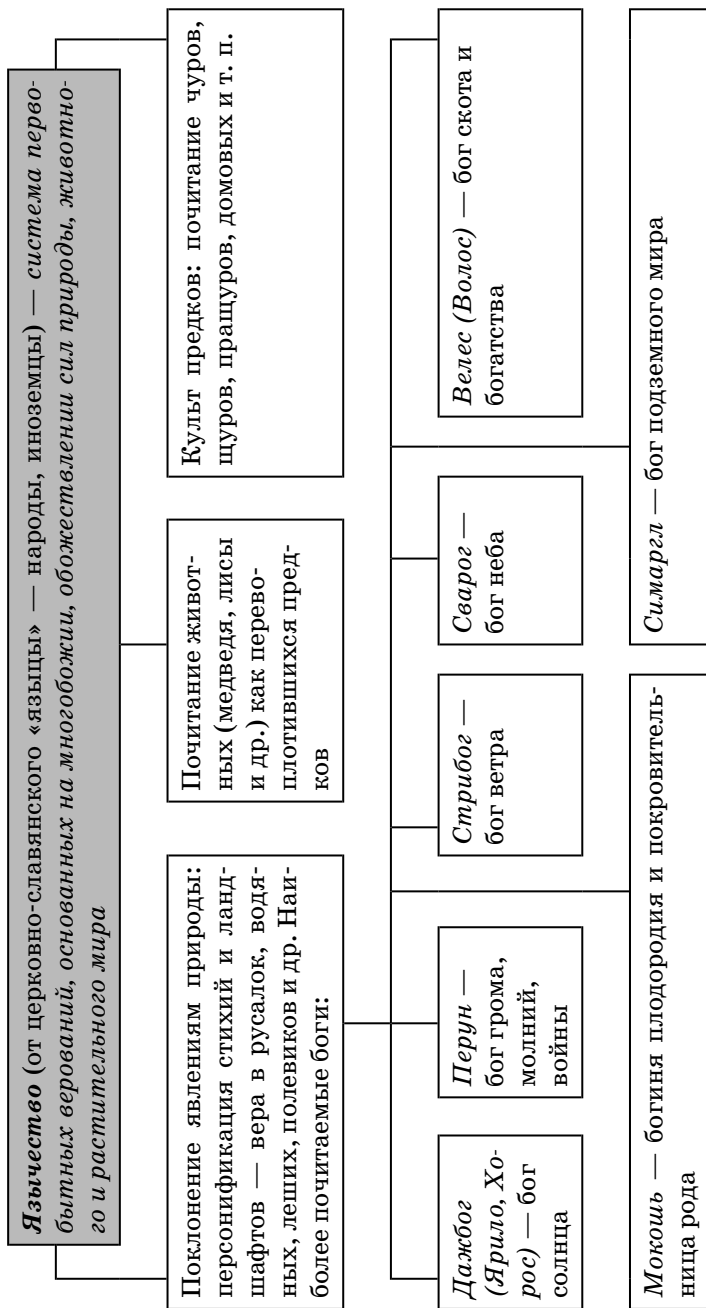 Язычество (от церковно-славянского «языцы» — народы, иноземцы) — система перво-
бытных верований, основанных на многобожии, обожествлении сил природы, животно-
го и растительного мира
Поклонение явлениям природы:
персонификация стихий и ланд-
шафтов — вера в русалок, водя-
ных, леших, полевиков и др. Наи-
более почитаемые боги:
Почитание живот-
ных (медведя, лисы
и др.) как перево-
плотившихся пред-
ков
Культ предков: почитание чуров,
щуров, пращуров, домовых и т. п.
Дажбог
(Ярило, Хо-
рос) — бог
солнца
Перун —
бог грома,
молний,
войны
Стрибог —
бог ветра
Сварог —
бог неба
Велес (Волос) — бог скота и
богатства
Мокошь — богиня плодородия и покровитель-
ница рода
Симаргл — бог подземного мира